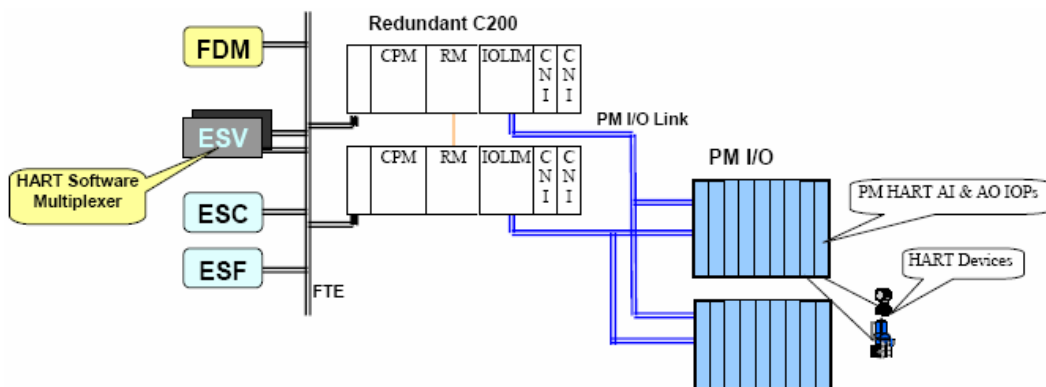 Redundant C200
FDM
CPM RM IOLIM C N I C N I
ESV
PM I/O Link
CPM RM IOLIM C N I C N I
PM I/O
HART Software
Multiplexer
PM HART AI & AO IOPs
ESC
HART Devices
ESF
FTE